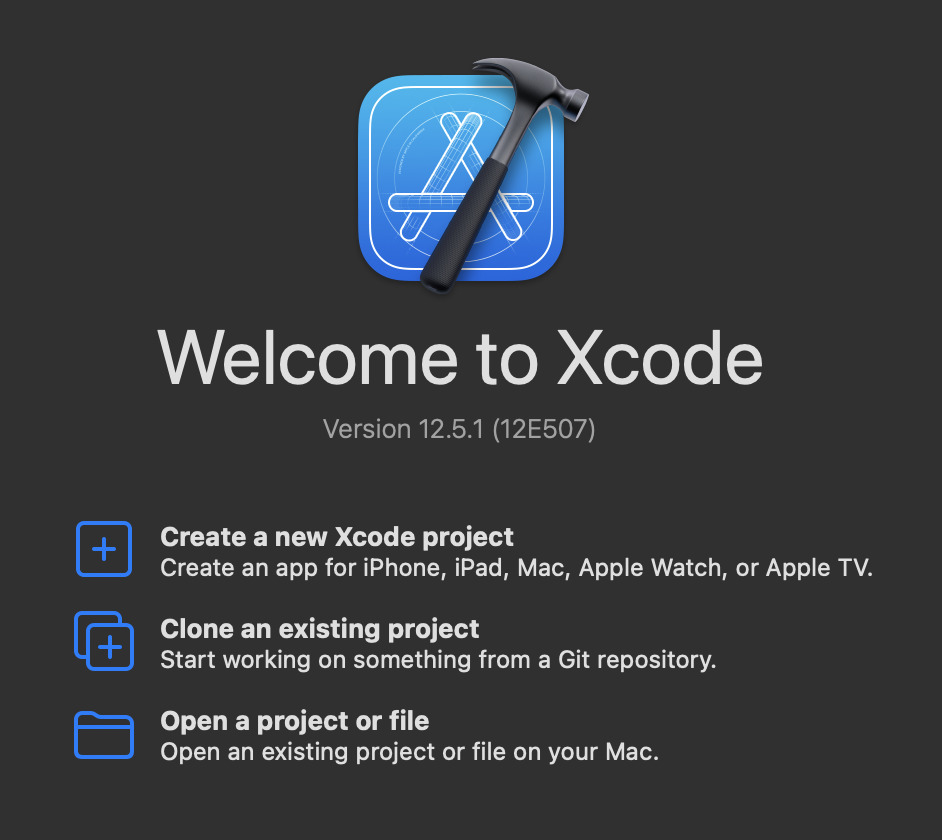 Welcome to Xcode
Version 12.5.1 (12E507)
Create a new Xcode project
Create an app for iPhone, iPad, Mac, Apple Watch, or Apple TV.
Clone an existing project
Start working on something from a Git repository.
Open a project or file
Open an existing project or file on your Mac.